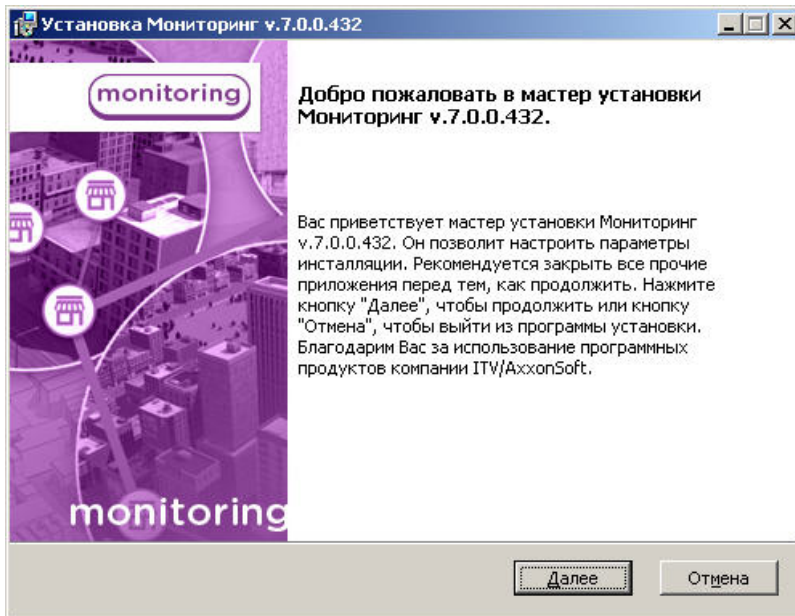 Установка Мониторинг v.7.0.0.432
monitoring
Добро пожаловать в мастер установки
Мониторинг v.7.0.0.432.
Вас приветствует мастер установки Мониторинг
v.7.0.0.432. Он позволит настроить параметры
инсталляции. Рекомендуется закрыть все прочие
приложения перед тем, как продолжить. Нажмите
кнопку "Далее", чтобы продолжить или кнопку
"Отмена", чтобы выйти из программы установки.
Благодарим Вас за использование программных
продуктов компании ITV/AxxonSoft.
monitoring
Далее
Отмена